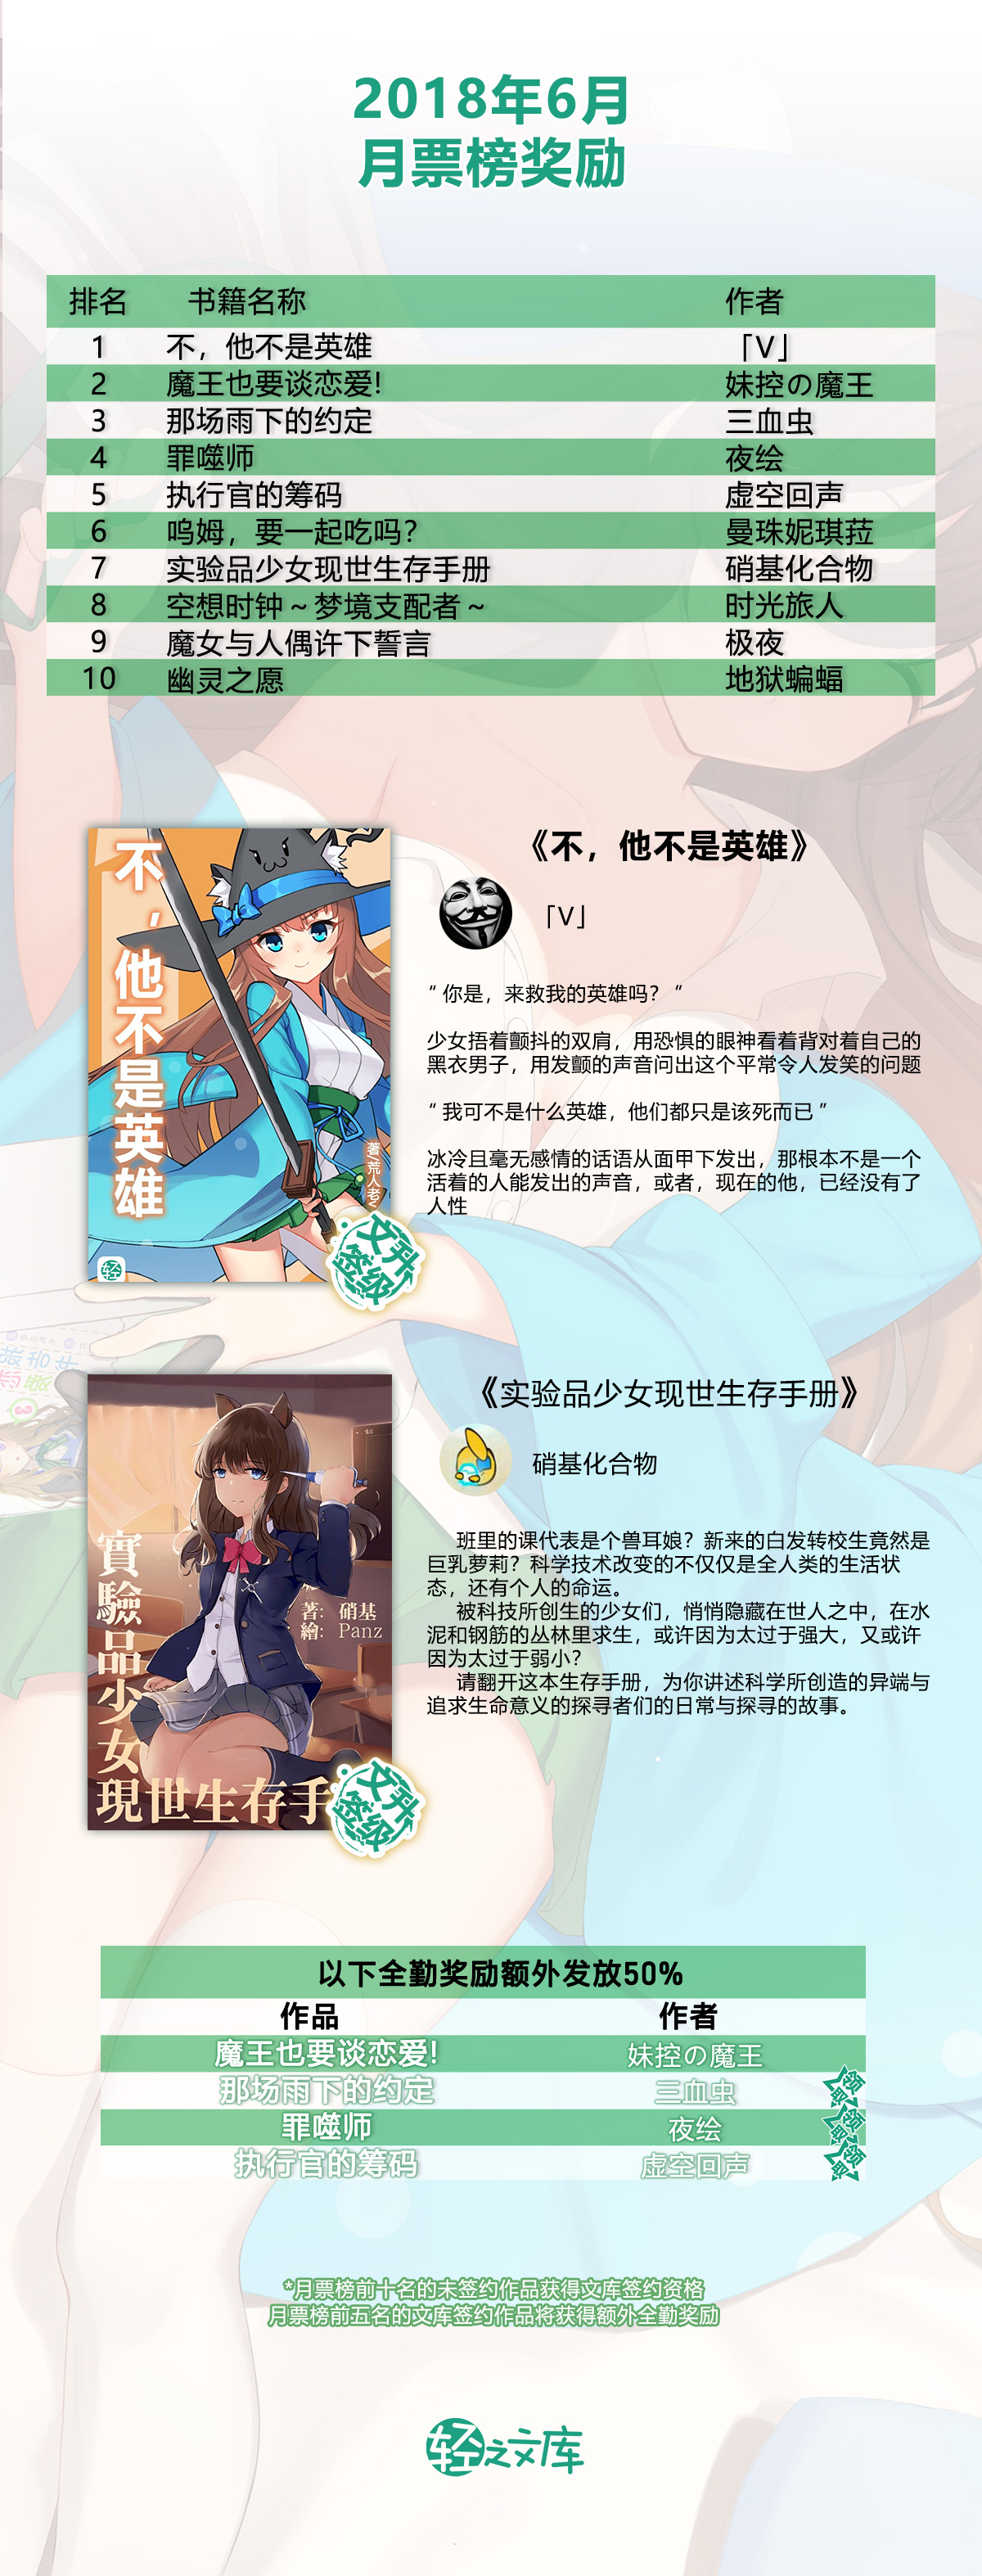 2018年6月
月票榜奖励
排名 书籍名称 作者
1 不，他不是英雄 「V」
2 魔王也要谈恋爱! 妹控の魔王
3 那场雨下的约定 三血虫
4 罪噬师 夜绘
5 执行官的筹码 虚空回声
6 呜姆，要一起吃吗? 曼珠妮琪菈
7 实验品少女现世生存手册 硝基化合物
8 空想时钟～梦境支配者～ 时光旅人
9 魔女与人偶许下誓言 极夜
10 幽灵之愿 地狱蝙蝠
不，他不是英雄
著/荒人老
轻
文升
签级
《不，他不是英雄》
「V」
“ 你是，来救我的英雄吗？ ”
少女捂着颤抖的双肩，用恐惧的眼神看着背对着自己的
黑衣男子，用发颤的声音问出这个平常令人发笑的问题
“ 我可不是什么英雄，他们都只是该死而已 ”
冰冷且毫无感情的话语从面甲下发出，那根本不是一个
活着的人能发出的声音，或者，现在的他，已经没有了
人性
實驗品少女
現世生存手
著： 硝基
繪： Panz
文升
签级
《实验品少女现世生存手册》
硝基化合物
班里的课代表是个兽耳娘？新来的白发转校生竟然是
巨乳萝莉？科学技术改变的不仅仅是全人类的生活状
态，还有个人的命运。
被科技所创生的少女们，悄悄隐藏在世人之中，在水
泥和钢筋的丛林里求生，或许因为太过于强大，又或许
因为太过于弱小？
请翻开这本生存手册，为你讲述科学所创造的异端与
追求生命意义的探寻者们的日常与探寻的故事。
以下全勤奖励额外发放50%
作品 作者
魔王也要谈恋爱! 妹控の魔王
那场雨下的约定 三血虫
罪噬师 夜绘
执行官的筹码 虚空回声
*月票榜前十名的未签约作品获得文库签约资格
月票榜前五名的文库签约作品将获得额外全勤奖励
轻之文库